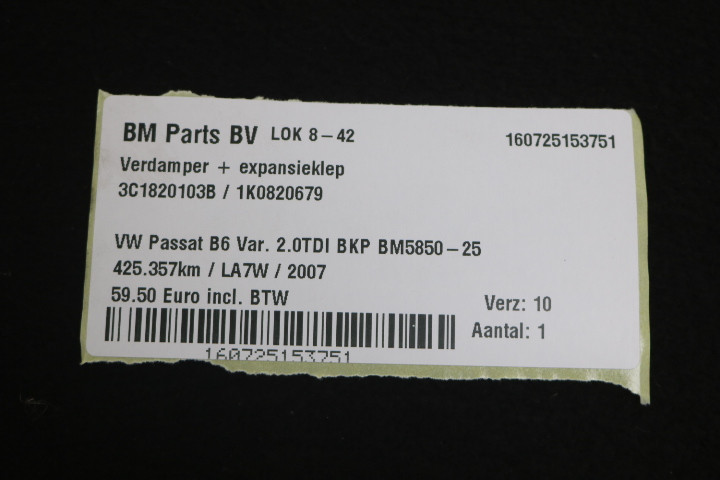 BM Parts BV LOK 8-42 160725153751
Verdamper + expansieklep
3C1820103B / 1K0820679
VW Passat B6 Var. 2.0TDI BKP BM5850-25
425.357km / LA7W / 2007
59.50 Euro incl. BTW
Verz: 10
Aantal: 1
160725153751